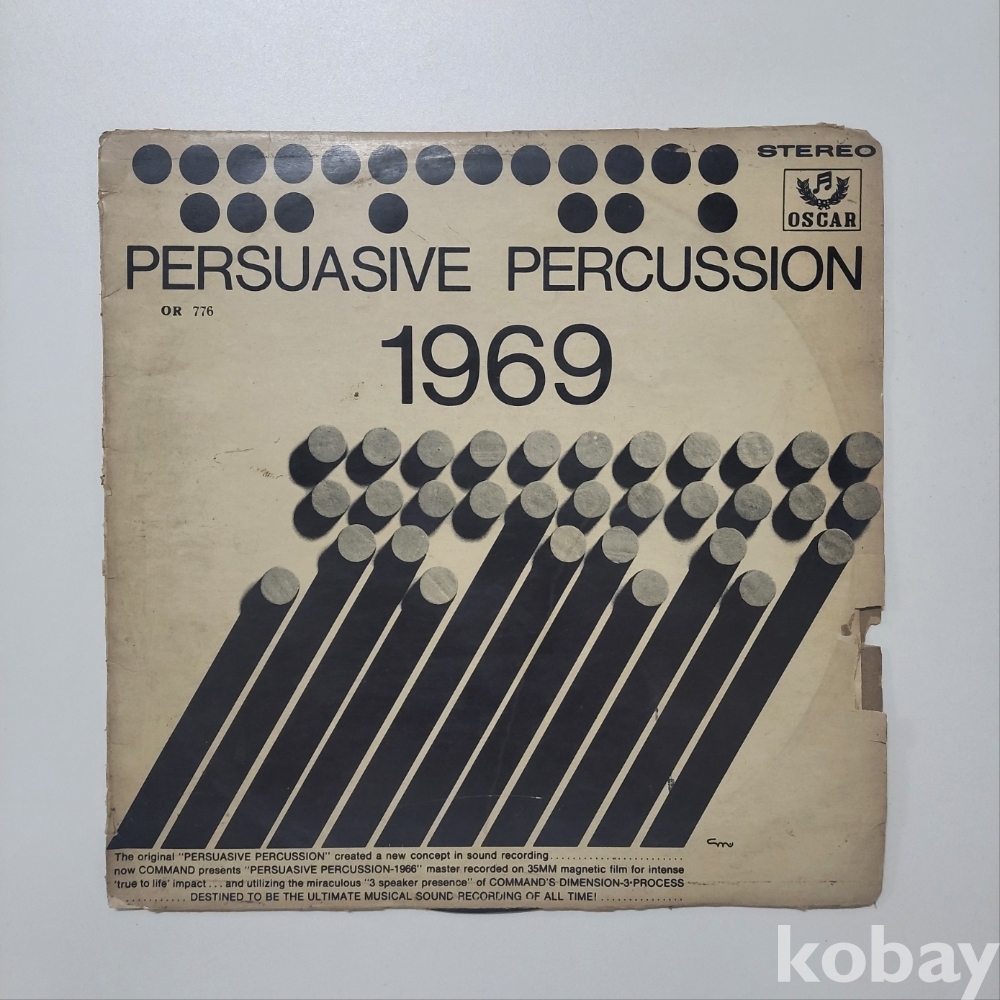 STEREO
OSCAR
PERSUASIVE PERCUSSION
OR 776
1969
cmu
The original "PERSUASIVE PERCUSSION" created a new concept in sound recording.......................
now COMMAND presents "PERSUASIVE PERCUSSION-1966" master recorded on 35MM magnetic film for intense
'true to life' impact...and utilizing the miraculous "3 speaker presence" of COMMAND'S DIMENSION-3-PROCESS
............DESTINED TO BE THE ULTIMATE MUSICAL SOUND RECORDING OF ALL TIME!..............
kobay